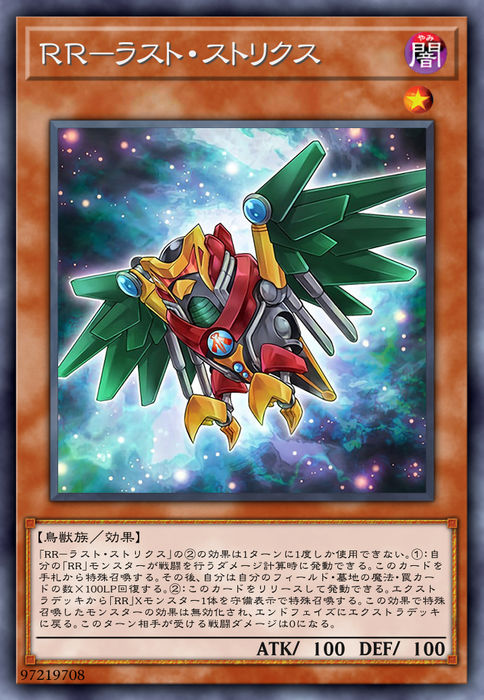 RR－ラスト・ストリクス
やみ
闇
【鳥獣族／効果】
「RR－ラスト・ストリクス」の②の効果は1ターンに1度しか使用できない。①：自
分の「RR」モンスターが戦闘を行うダメージ計算時に発動できる。このカードを
手札から特殊召喚する。その後、自分は自分のフィールド・墓地の魔法・罠カー
ドの数×100LP回復する。②：このカードをリリースして発動できる。エクスト
ラデッキから「RR」Xモンスター1体を守備表示で特殊召喚する。この効果で特殊
召喚したモンスターの効果は無効化され、エンドフェイズにエクストラデッキ
に戻る。このターン相手が受ける戦闘ダメージは0になる。
ATK/ 100 DEF/ 100
97219708